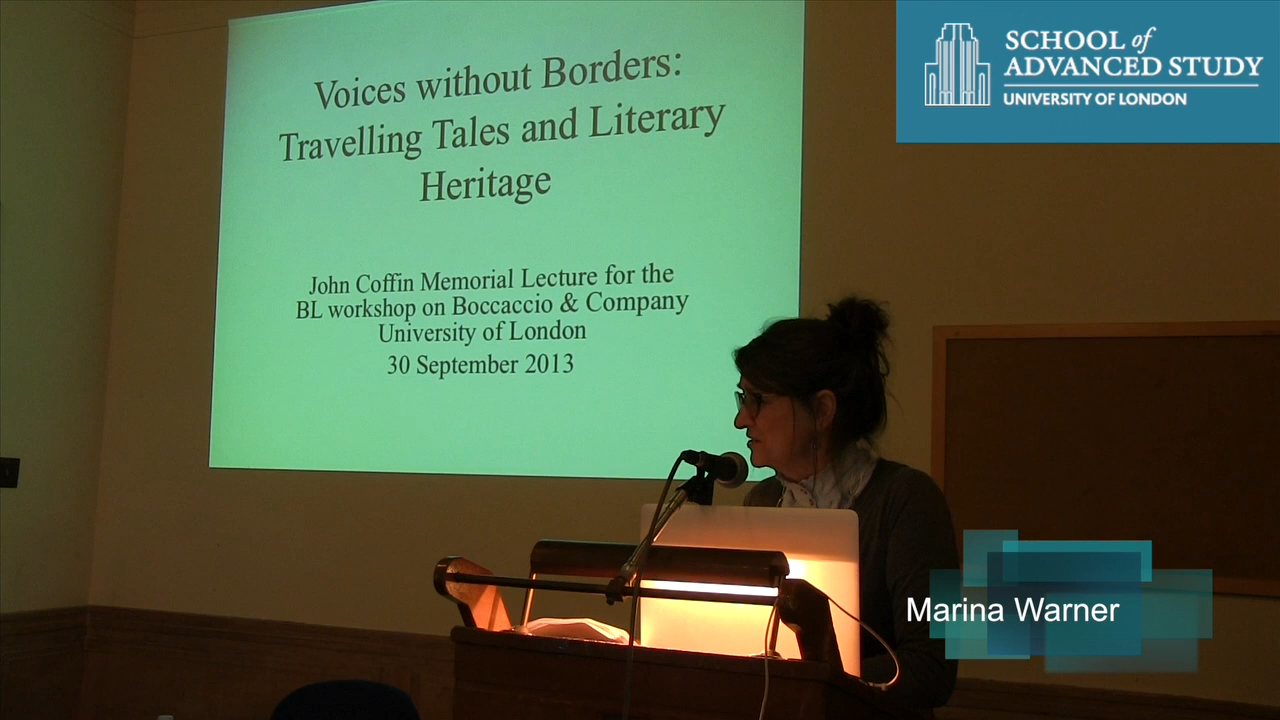 Voices without Borders:
Travelling Tales and Literary
Heritage
John Coffin Memorial Lecture for the
BL workshop on Boccaccio & Company
University of London
30 September 2013
SCHOOL of
ADVANCED STUDY
UNIVERSITY OF LONDON
Marina Warner